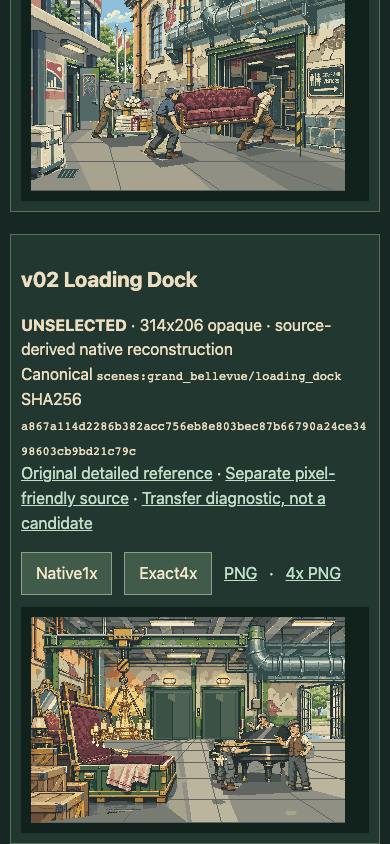 v02 Loading Dock
UNSELECTED · 314x206 opaque · source-
derived native reconstruction
Canonical scenes:grand_bellevue/loading_dock
SHA256
a867a114d2286b382acc756eb8e803bec87b66790a24ce34
98603cb9bd21c79c
Original detailed reference · Separate pixel-
friendly source · Transfer diagnostic, not a
candidate
Native1x Exact4x PNG · 4x PNG